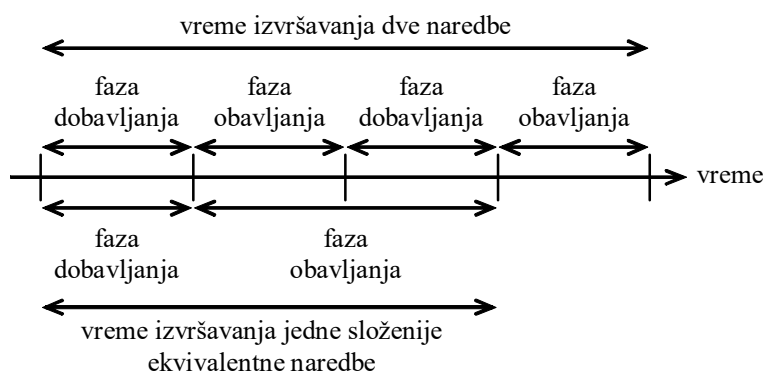 vreme izvršavanja dve naredbe
faza faza faza faza
dobavljanja obavljanja dobavljanja obavljanja
vreme
faza faza
dobavljanja obavljanja
vreme izvršavanja jedne složenije
ekvivalentne naredbe